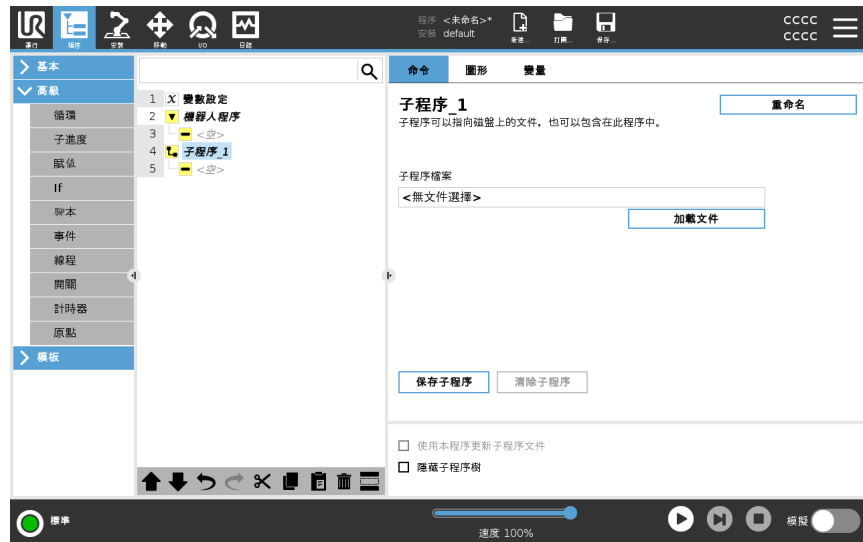 程序 <未命名>*
安裝 default
cccc
cccc
運行
程序
安裝
移動
I/O
日誌
新建...
打開...
保存...
基本
高級
循環
子進度
賦值
If
腳本
事件
線程
開關
計時器
原點
模板
1 X 變數設定
2 機器人程序
3 <空>
4 子程序_1
5 <空>
命令 圖形 變量
子程序_1
重命名
子程序可以指向磁盤上的文件，也可以包含在此程序中。
子程序檔案
<無文件選擇>
加載文件
保存子程序 清除子程序
使用本程序更新子程序文件
隱藏子程序樹
標準
速度 100%
模擬